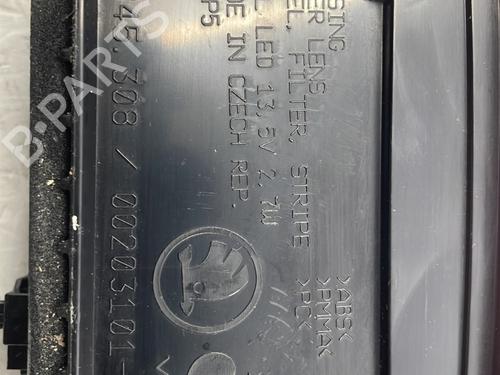 SING
ER LENS
EL, FILTER, STRIPE
LED 13,5V 2,7W
DE IN CZECH REP.
P5
45.308 / 00203101-
>ABS<
>PMMA<
>PC<
B-PARTS